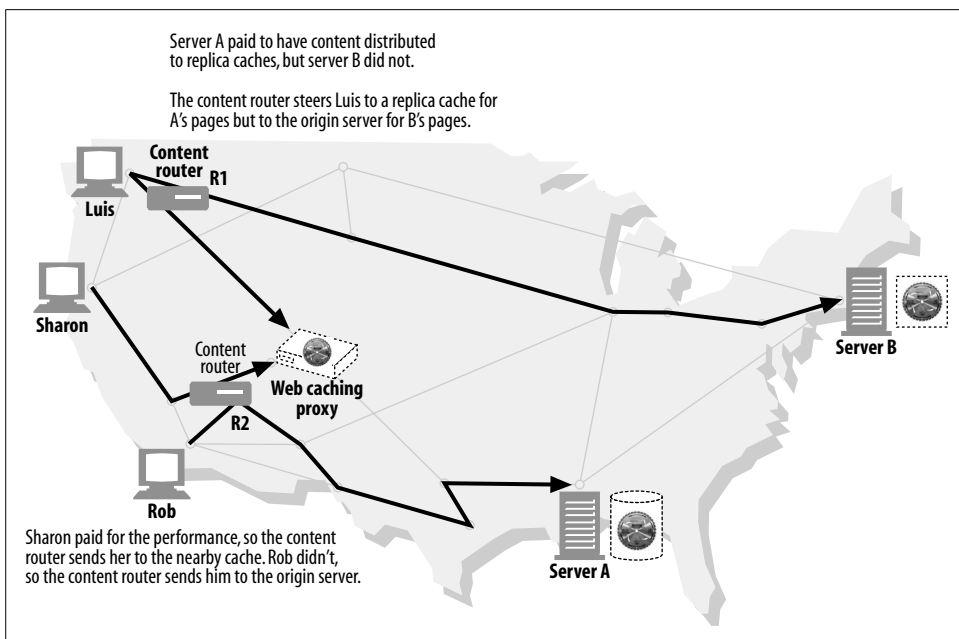 Server A paid to have content distributed
to replica caches, but server B did not.
The content router steers Luis to a replica cache for
A's pages but to the origin server for B's pages.
Content
router
R1
Luis
Sharon
Content
router
R2
Web caching
proxy
Server B
Rob
Server A
Sharon paid for the performance, so the content
router sends her to the nearby cache. Rob didn't,
so the content router sends him to the origin server.